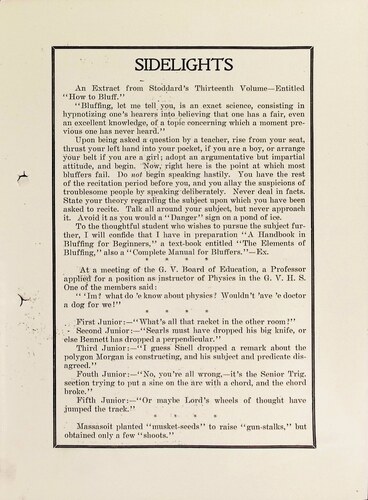 SIDELIGHTS
An Extract from Stoddard's Thirteenth Volume—Entitled
"How to Bluff."
"Bluffing, let me tell you, is an exact science, consisting in
hypnotizing one's hearers into believing that one has a fair, even
an excellent knowledge, of a topic concerning which a moment pre-
vious one has never heard."
Upon being asked a question by a teacher, rise from your seat,
thrust your left hand into your pocket, if you are a boy, or arrange
your belt if you are a girl; adopt an argumentative but impartial
attitude, and begin. Now, right here is the point at which most
bluffers fail. Do not begin speaking hastily. You have the rest
of the recitation period before you, and you allay the suspicions of
troublesome people by speaking deliberately. Never deal in facts.
State your theory regarding the subject upon which you have been
asked to recite. Talk all around your subject, but never approach
it. Avoid it as you would a "Danger" sign on a pond of ice.
To the thoughtful student who wishes to pursue the subject fur-
ther, I will confide that I have in preparation "A Handbook in
Bluffing for Beginners," a text-book entitled "The Elements of
Bluffing," also a "Complete Manual for Bluffers."—Ex.
* * * *
At a meeting of the G. V. Board of Education, a Professor
applied for a position as instructor of Physics in the G. V. H. S.
One of the members said:
"'Im? what do 'e know about physics? Wouldn't 'ave 'e doctor
a dog for we!"
* * * *
First Junior:—"What's all that racket in the other room?"
Second Junior:—"Searls must have dropped his big knife, or
else Bennett has dropped a perpendicular."
Third Junior:—"I guess Snell dropped a remark about the
polygon Morgan is constructing, and his subject and predicate dis-
agreed."
Fouth Junior:—"No, you're all wrong,—it's the Senior Trig.
section trying to put a sine on the arc with a chord, and the chord
broke."
Fifth Junior:—"Or maybe Lord's wheels of thought have
jumped the track."
* * * *
Massasoit planted "musket-seeds" to raise "gun-stalks," but
obtained only a few "shoots."